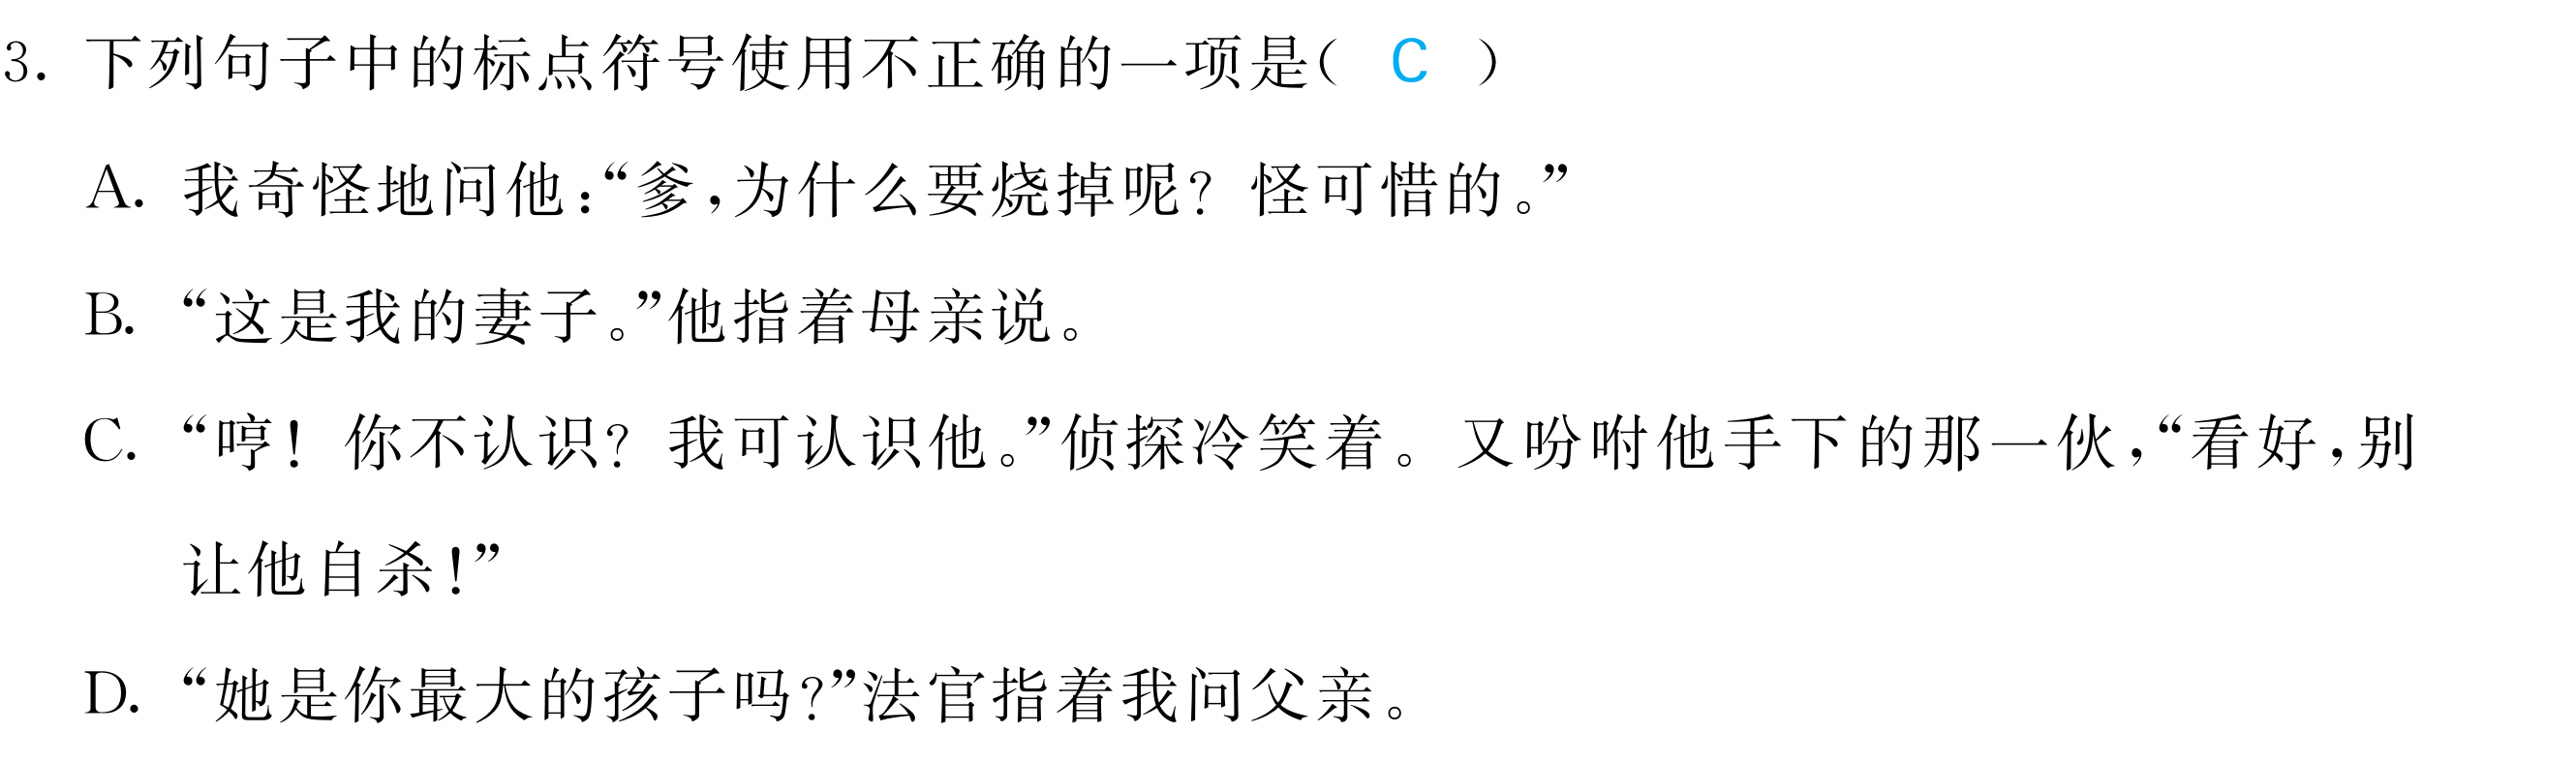 3. 下列句子中的标点符号使用不正确的一项是( C )
A. 我奇怪地问他:“爹,为什么要烧掉呢? 怪可惜的。”
B. “这是我的妻子。”他指着母亲说。
C. “哼! 你不认识? 我可认识他。”侦探冷笑着。又吩咐他手下的那一伙,“看好,别
让他自杀!”
D. “她是你最大的孩子吗?”法官指着我问父亲。